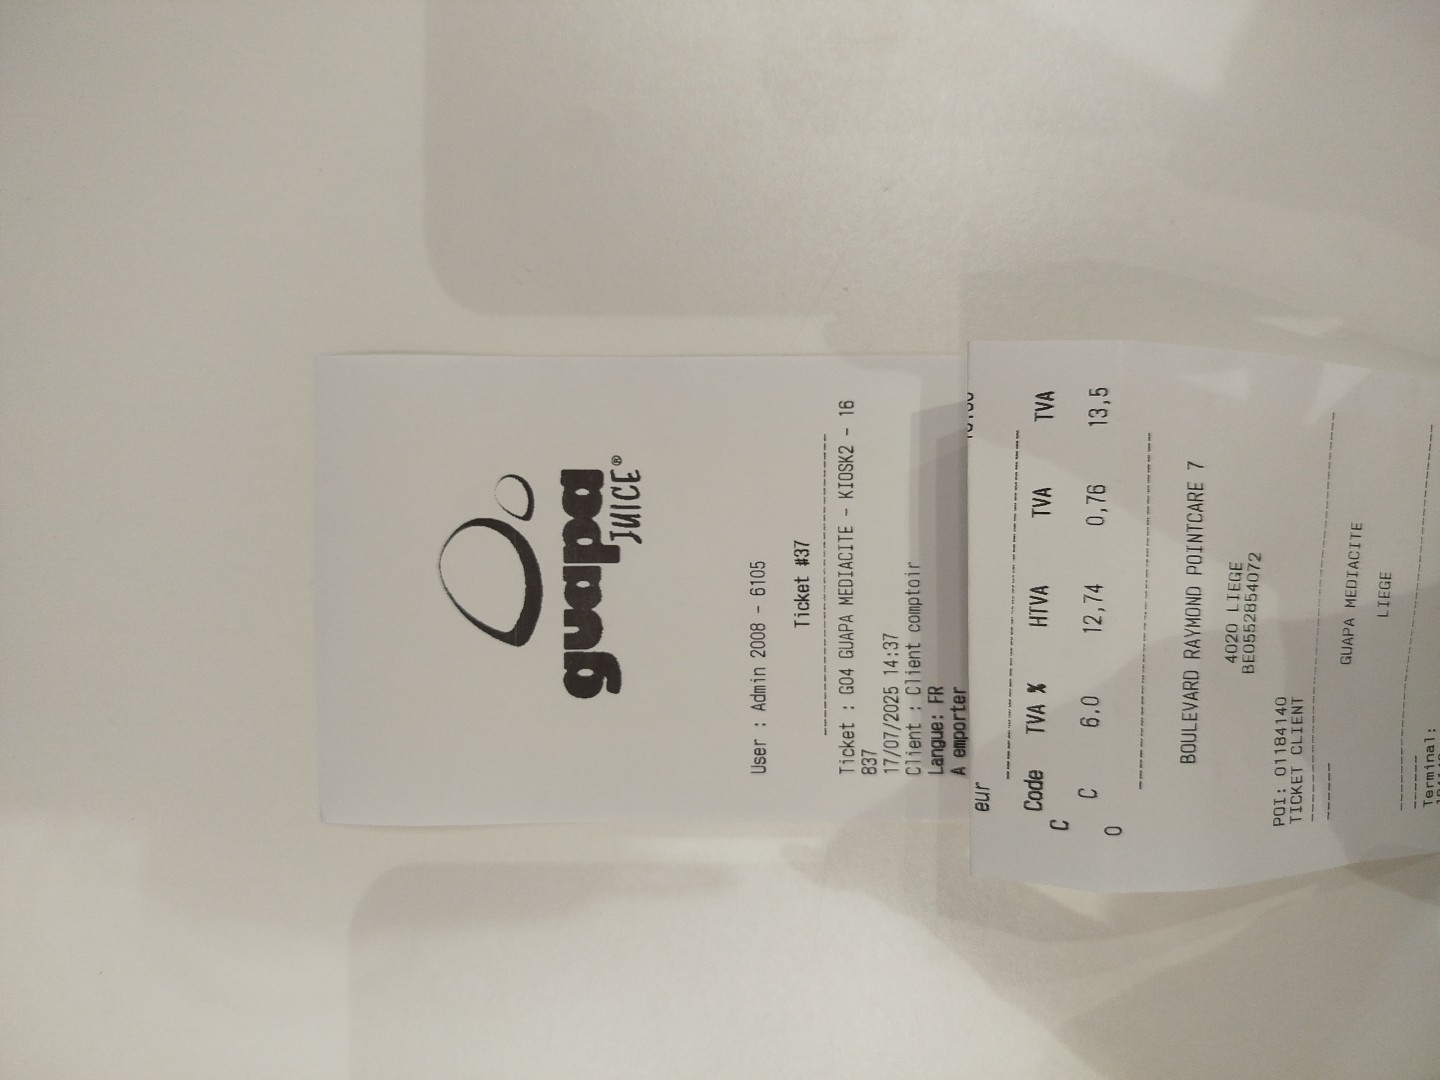 guapa
JUICE®
User : Admin 2008 - 6105
Ticket #37
Ticket : G04 GUAPA MEDIACITE - KIOSK2 - 16
837
17/07/2025 14:37
Client : Client comptoir
Langue: FR
A emporter
eur
Code TVA % HTVA TVA TVA
C
C 6.0 12,74 0,76 13,5
0
BOULEVARD RAYMOND POINTCARE 7
4020 LIEGE
BE0552854072
POI: 01184140
TICKET CLIENT
GUAPA MEDIACITE
LIEGE
Terminal: